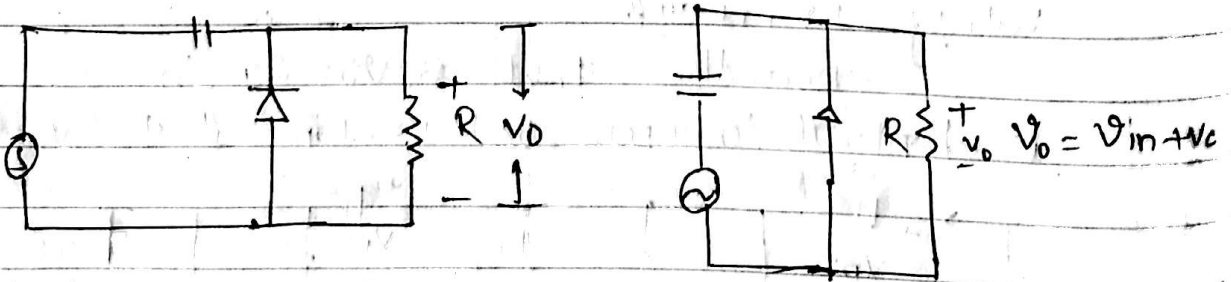 +
R V0
-
R + v0 - V0 = Vin + Vc